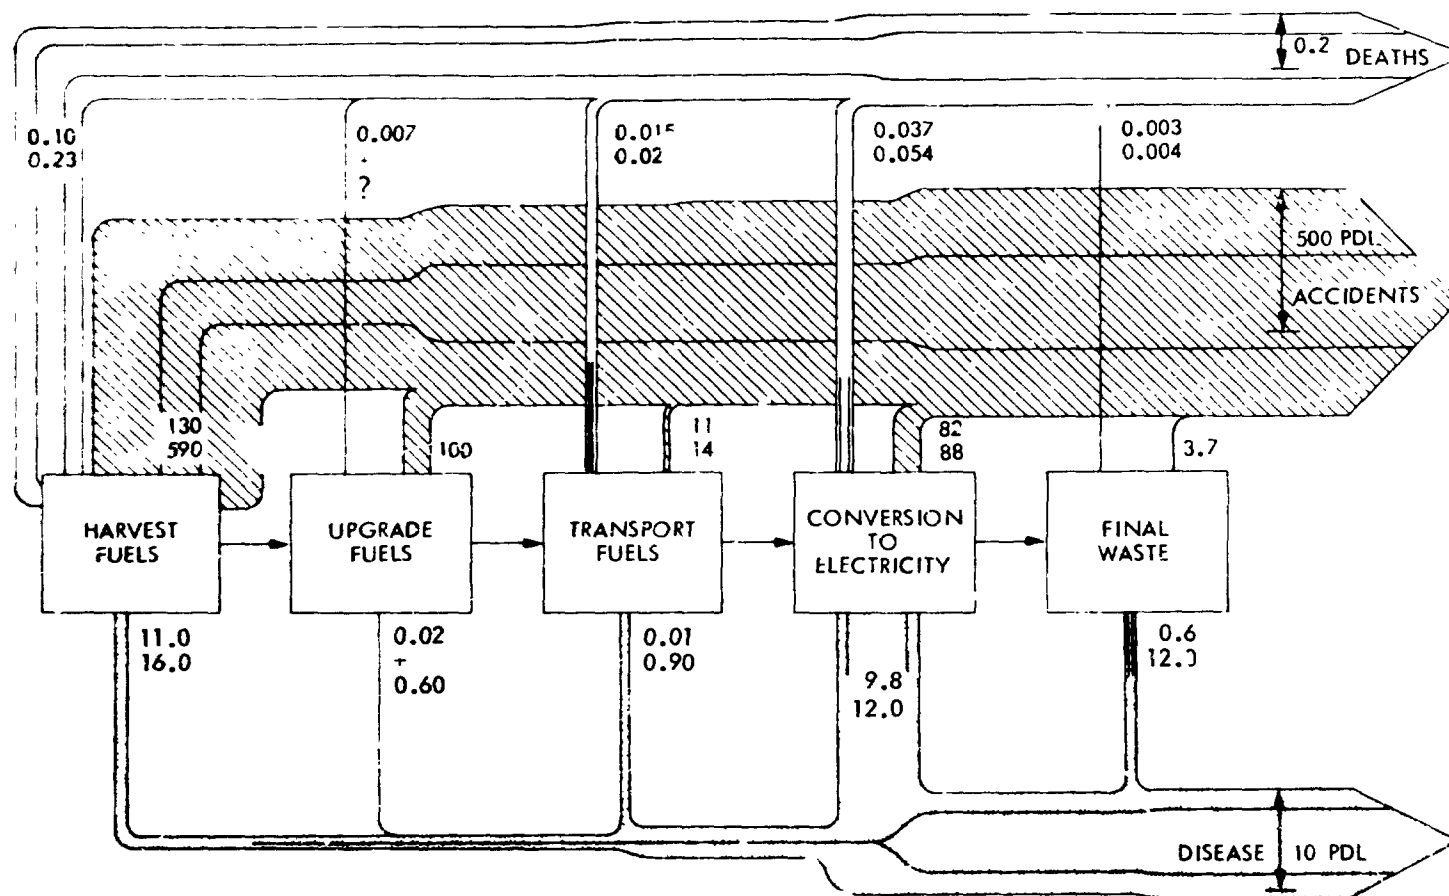 0.2
DEATHS
0.10
0.23
0.007
+
?
0.02
0.037
0.054
0.003
0.004
500 PDL
ACCIDENTS
130
590
100
11
14
82
88
3.7
HARVEST
FUELS
UPGRADE
FUELS
TRANSPORT
FUELS
CONVERSION
TO
ELECTRICITY
FINAL
WASTE
11.0
16.0
0.02
+
0.60
0.01
0.90
9.8
12.0
0.6
DISEASE
10 PDL